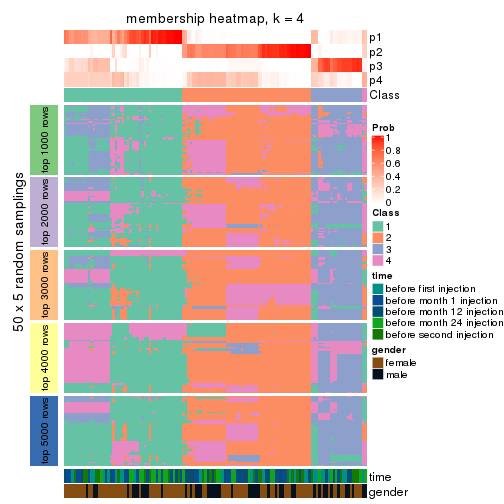 membership heatmap, k = 4
p1
p2
p3
p4
Class
50 x 5 random samplings
top 1000 rows
top 2000 rows
top 3000 rows
top 4000 rows
top 5000 rows
time
gender
Prob
1
0.8
0.6
0.4
0.2
0
Class
1
2
3
4
time
before first injection
before month 1 injection
before month 12 injection
before month 24 injection
before second injection
gender
female
male